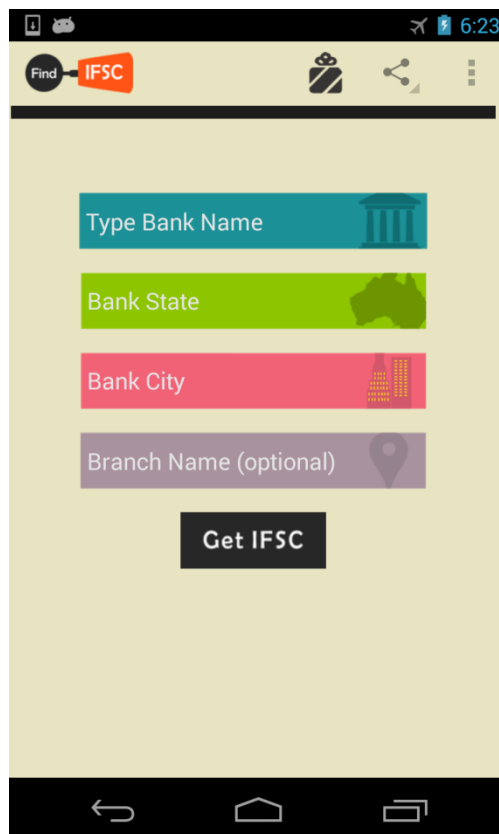 6:23
Find IFSC
Type Bank Name
Bank State
Bank City
Branch Name (optional)
Get IFSC